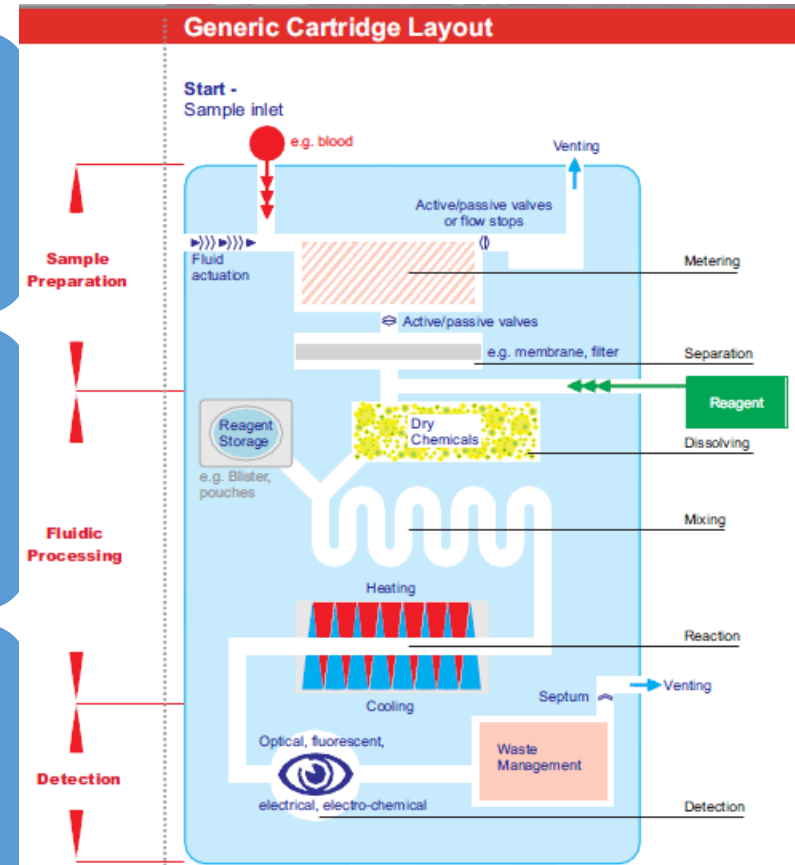 Generic Cartridge Layout
Start -
Sample inlet
e.g. blood
Venting
Active/passive valves
or flow stops
Fluid
actuation
Sample
Preparation
Metering
Active/passive valves
e.g. membrane, filter
Separation
Reagent
Reagent
Storage
Dry
Chemicals
Dissolving
e.g. Blister,
pouches
Mixing
Fluidic
Processing
Heating
Reaction
Cooling
Septum
Venting
Optical, fluorescent,
Waste
Management
Detection
electrical, electro-chemical
Detection